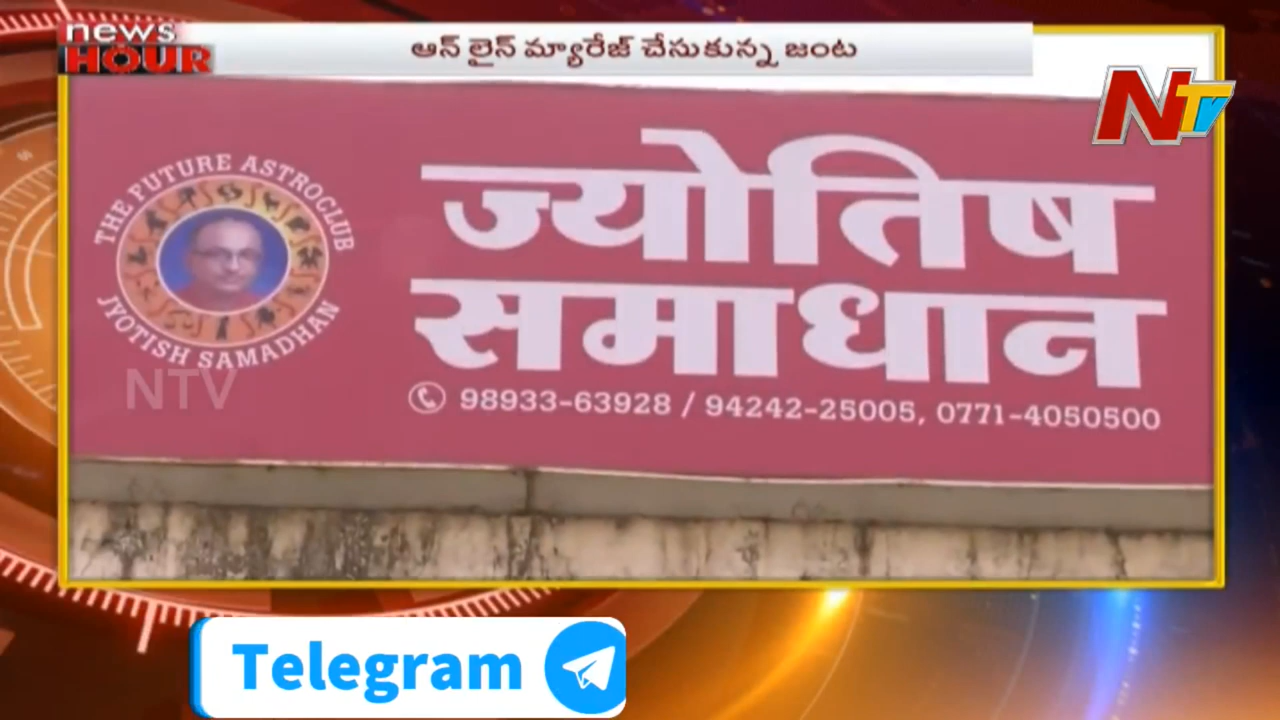 news
HOUR
ఆన్ లైన్ మ్యారేజ్ చేసుకున్న జంట
NTV
THE FUTURE ASTROCLUB
JYOTISH SAMADHAN
ज्योतिष
समाधान
98933-63928 / 94242-25005, 0771-4050500
NTV
Telegram